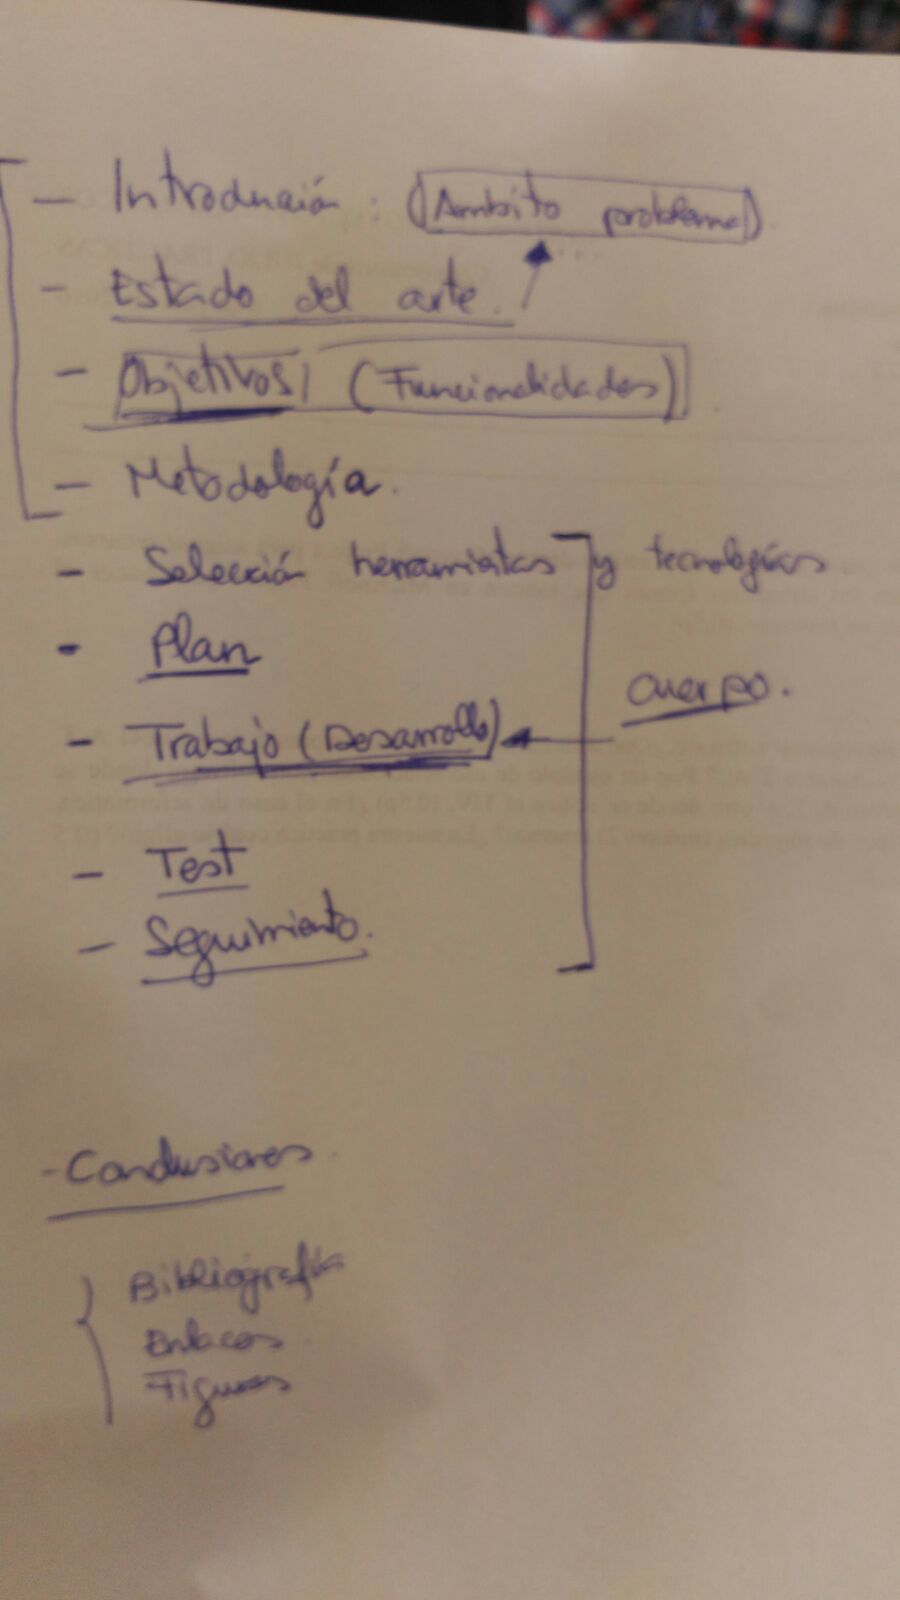 - Introducción : (Ámbito problema).
- Estado del arte.
- Objetivos (Funcionalidades)
- Metodología.
- Selección herramientas y tecnologías
- Plan
cuerpo.
- Trabajo (Desarrollo)
- Test
- Seguimiento.
- Conclusiones.
Bibliografía
Enlaces
Figuras